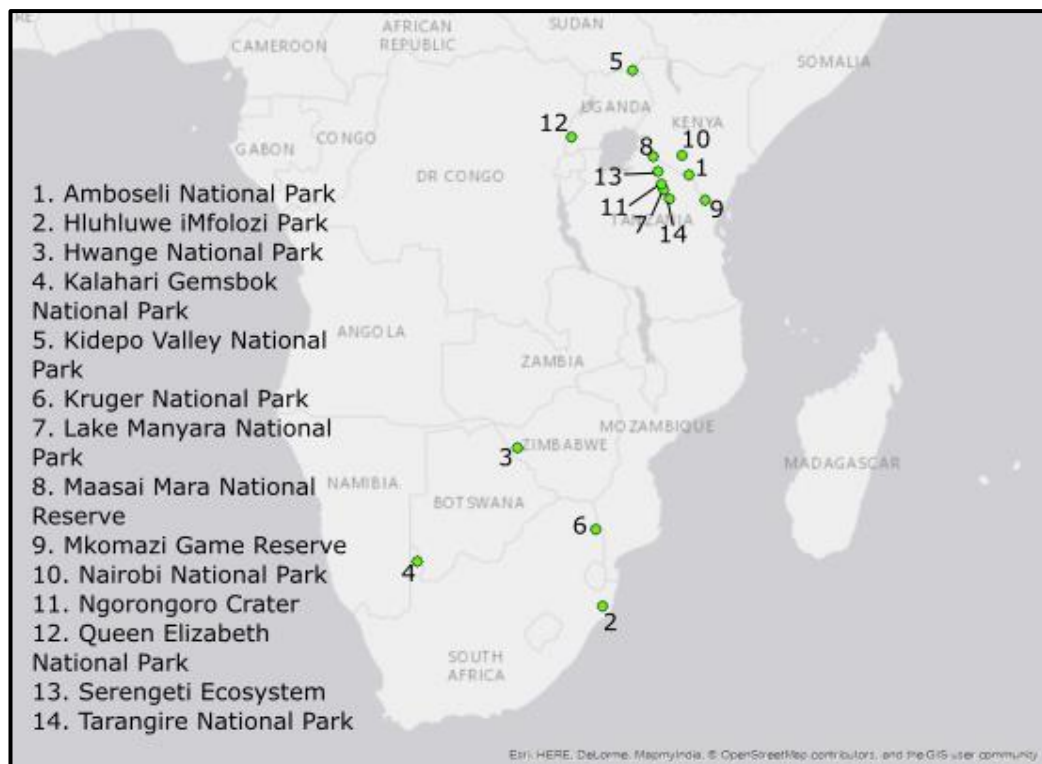 RE.
AFRICAN
REPUBLIC
SUDAN
CAMEROON
SOMALIA
5
UGANDA
KENYA
12
CONGO
GABON
8
10
DR CONGO
13
1
11
9
TANZANIA
7
14
1. Amboseli National Park
2. Hluhluwe iMfolozi Park
3. Hwange National Park
4. Kalahari Gemsbok
National Park
5. Kidepo Valley National
Park
6. Kruger National Park
7. Lake Manyara National
Park
8. Maasai Mara National
Reserve
9. Mkomazi Game Reserve
10. Nairobi National Park
11. Ngorongoro Crater
12. Queen Elizabeth
National Park
13. Serengeti Ecosystem
14. Tarangire National Park
ANGOLA
ZAMBIA
MOZAMBIQUE
ZIMBABWE
3
MADAGASCAR
NAMIBIA
BOTSWANA
6
4
2
SOUTH
AFRICA
Esri, HERE, DeLorme, MapmyIndia, © OpenStreetMap contributors, and the GIS user community